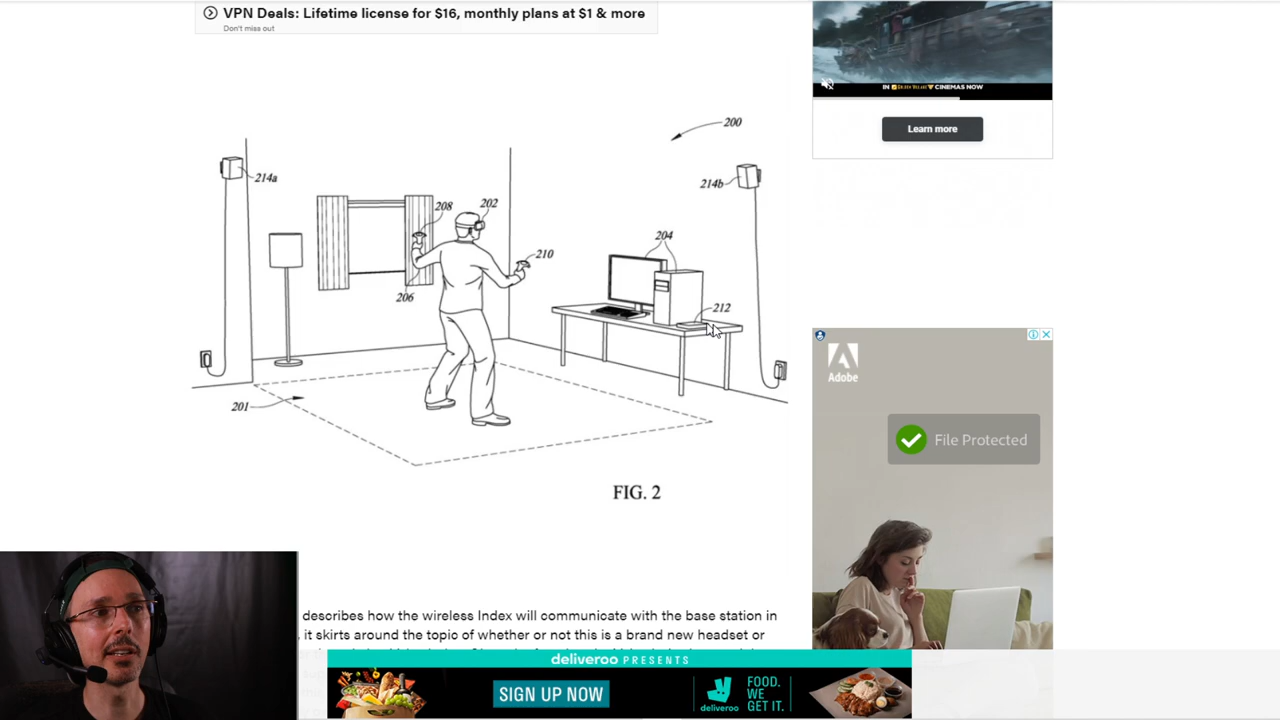 VPN Deals: Lifetime license for $16, monthly plans at $1 & more
Don't miss out
IN CINEMAS NOW
Learn more
200
214a
214b
208
202
210
204
206
212
201
FIG. 2
Adobe
File Protected
describes how the wireless Index will communicate with the base station in
it skirts around the topic of whether or not this is a brand new headset or
deliveroo PRESENTS
SIGN UP NOW
deliveroo
FOOD.
WE
GET IT.